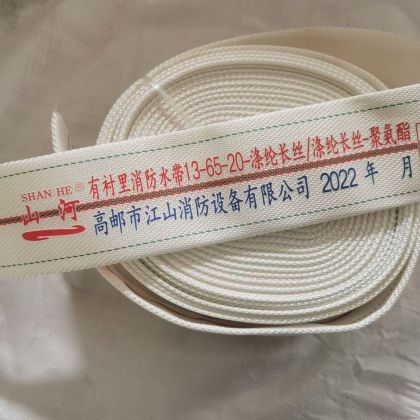 SHAN HE®
山河
有衬里消防水带13-65-20-涤纶长丝/涤纶长丝-聚氨酯
高邮市江山消防设备有限公司 2022 年 月